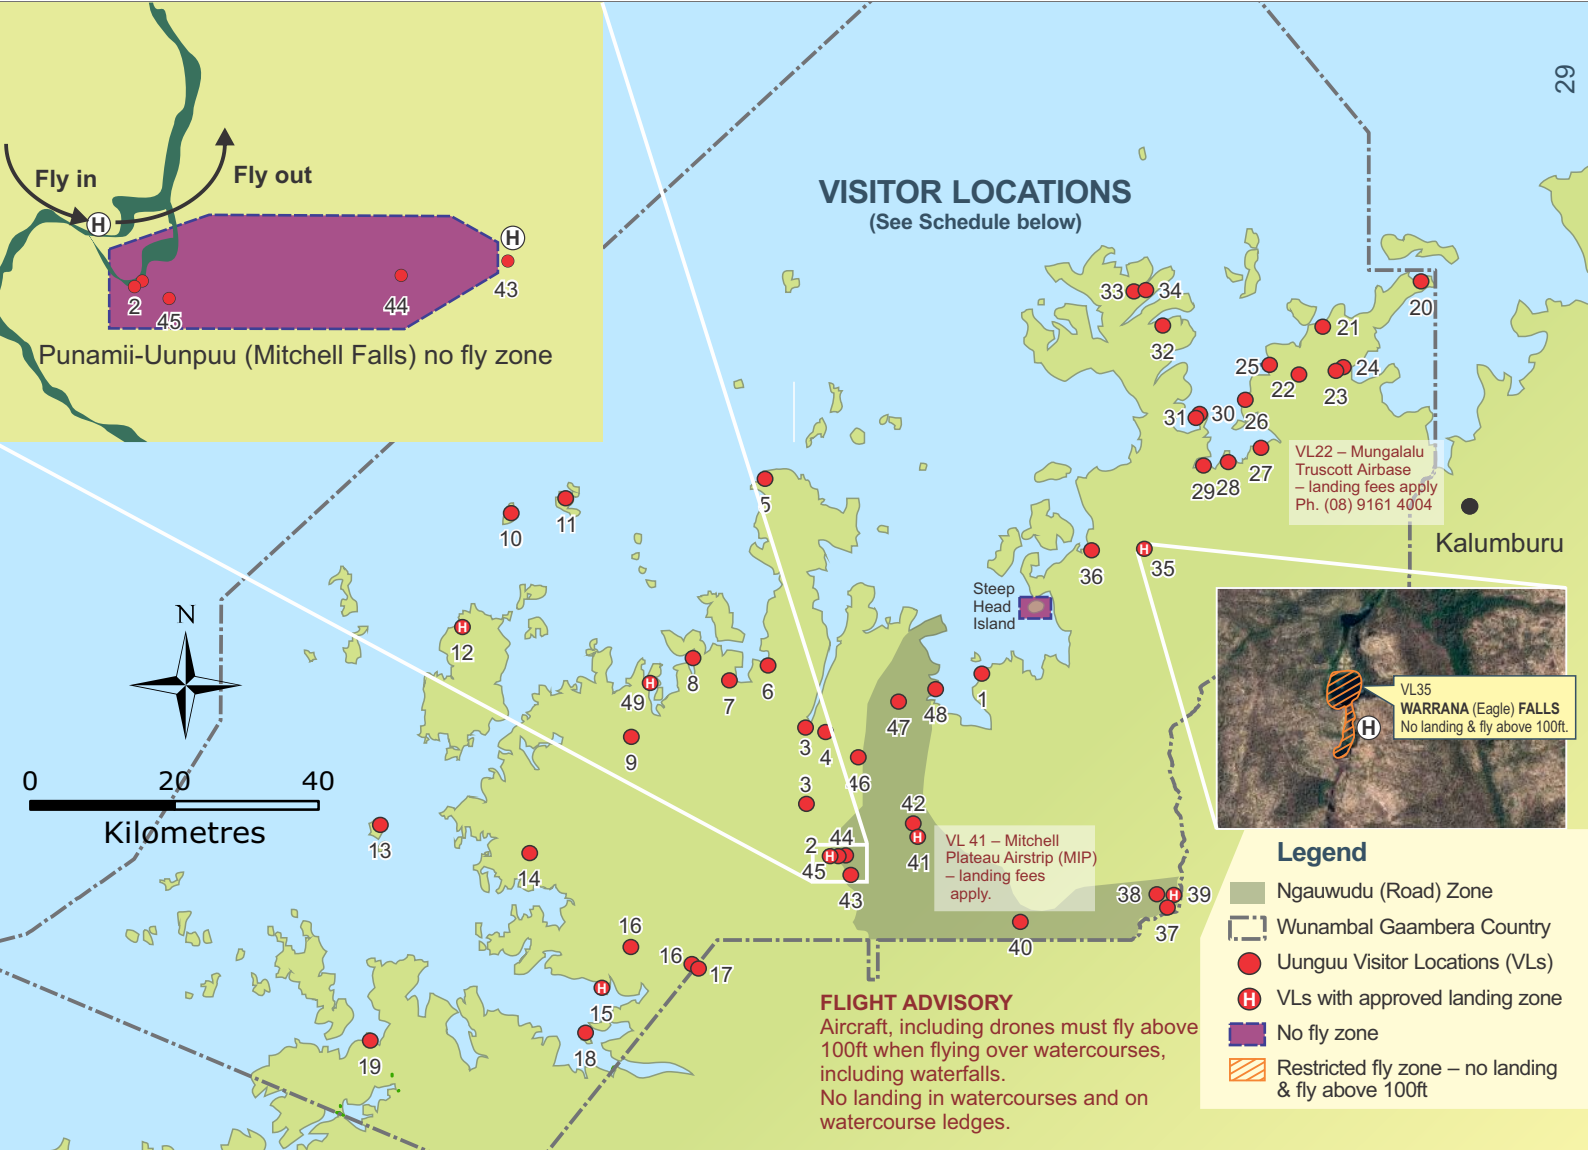 29
VISITOR LOCATIONS
(See Schedule below)
Fly in
Fly out
H
H
2
45
44
43
Punamii-Uunpuu (Mitchell Falls) no fly zone
33
34
32
20
21
25
22
24
23
31
30
26
27
29
28
VL22 – Mungalalu
Truscott Airbase
– landing fees apply
Ph. (08) 9161 4004
Kalumburu
5
11
10
36
H
35
Steep
Head
Island
N
H
12
H
49
8
7
6
1
47
48
3
4
46
9
3
0 20 40
Kilometres
13
14
42
H
41
2
44
H
45
43
VL 41 – Mitchell
Plateau Airstrip (MIP)
– landing fees
apply.
38
H
39
37
40
16
16
17
H
15
18
19
VL35
WARRANA (Eagle) FALLS
No landing & fly above 100ft.
H
FLIGHT ADVISORY
Aircraft, including drones must fly above
100ft when flying over watercourses,
including waterfalls.
No landing in watercourses and on
watercourse ledges.
Legend
Ngauwudu (Road) Zone
Wunambal Gaambera Country
Uunguu Visitor Locations (VLs)
H
VLs with approved landing zone
No fly zone
Restricted fly zone – no landing
& fly above 100ft